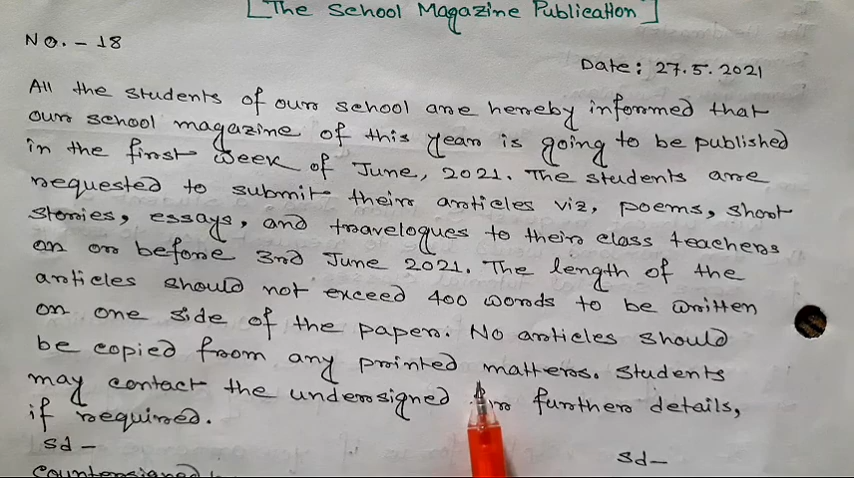 [The School Magazine Publication]
No. - 18
Date: 27.5.2021
All the students of our school are hereby informed that
our school magazine of this year is going to be published
in the first week of June, 2021. The students are
requested to submit their articles viz, poems, short
stories, essays, and traveloques to their class teachers
on or before 3rd June 2021. The length of the
articles should not exceed 400 words to be written
on one side of the paper. No articles should
be copied from any printed matters. Students
may contact the undersigned for further details,
if required.
Sd-
Sd-
Countersigned by